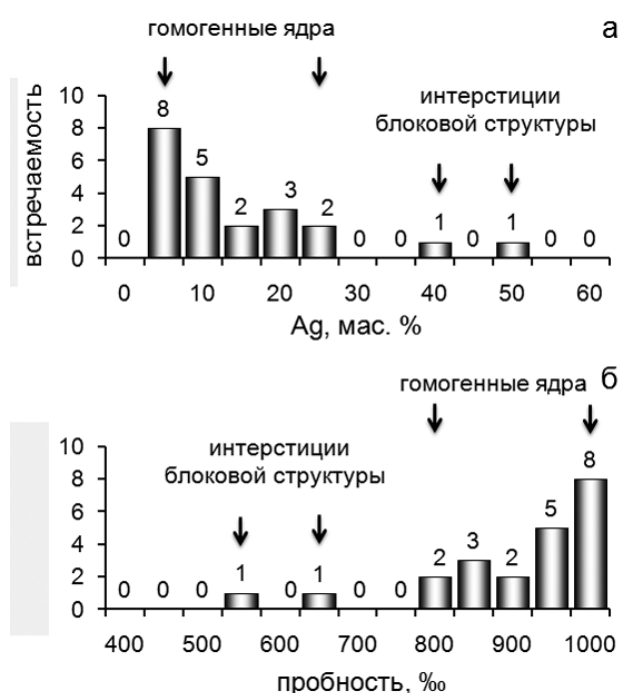 гомогенные ядра
а
интерстиции
блоковой структуры
встречаемость
10
8
6
4
2
0
0 8 5 2 3 2 0 0 1 0 1 0 0
0 10 20 30 40 50 60
Ag, мас. %
гомогенные ядра
б
интерстиции
блоковой структуры
10
8
6
4
2
0
0 0 0 1 0 1 0 0 2 3 2 5 8
400 500 600 700 800 900 1000
пробность, ‰